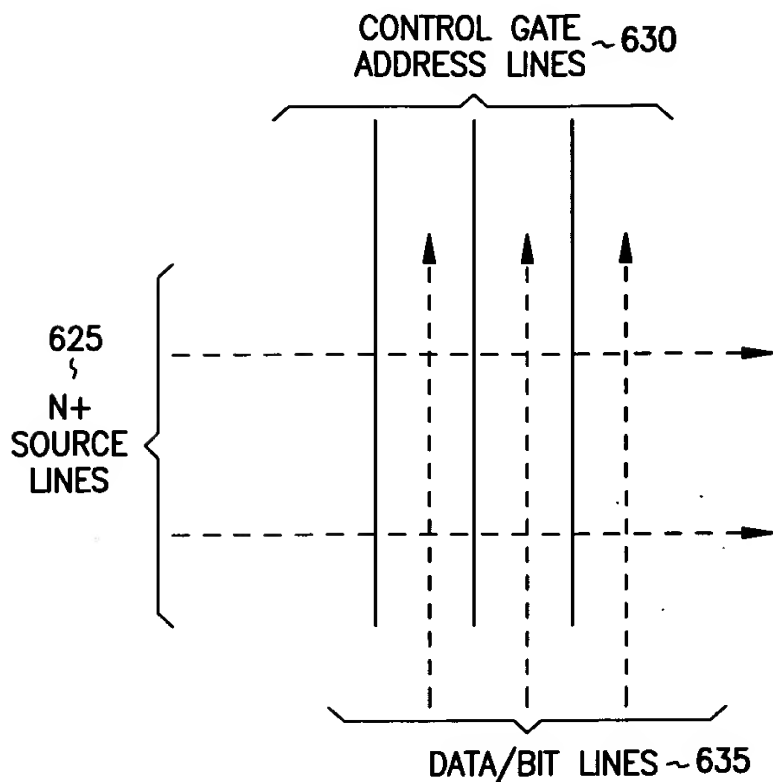 CONTROL GATE
ADDRESS LINES ~630
625
N+
SOURCE
LINES
DATA/BIT LINES ~635